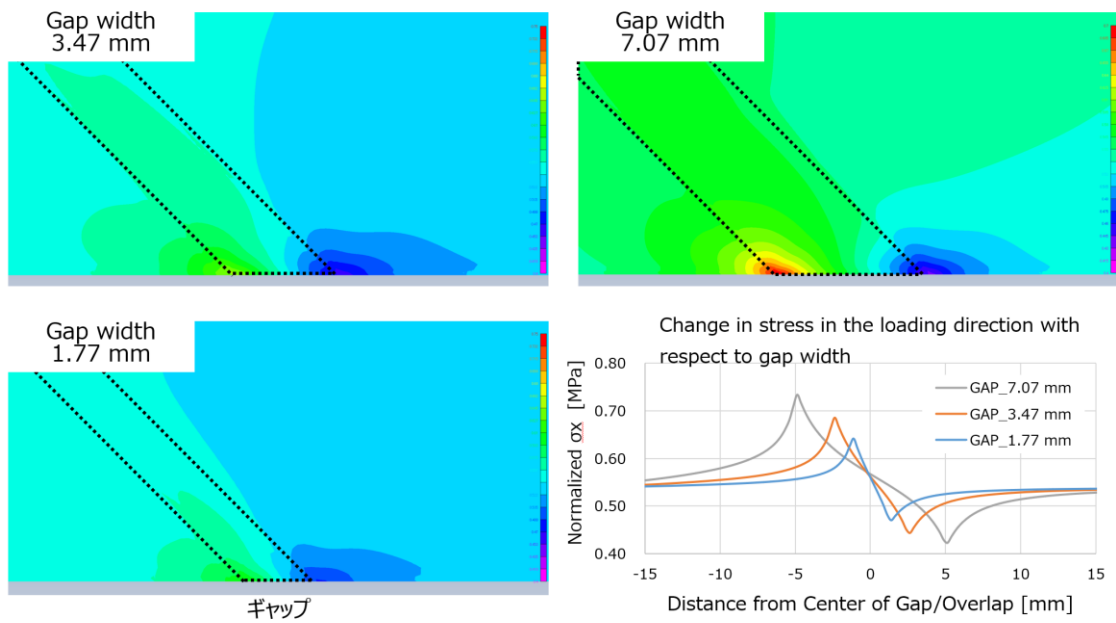 Gap width
3.47 mm
Gap width
7.07 mm
Gap width
1.77 mm
ギャップ
Change in stress in the loading direction with
respect to gap width
Normalized σx [MPa]
0.80
0.70
0.60
0.50
0.40
GAP_7.07 mm
GAP_3.47 mm
GAP_1.77 mm
-15 -10 -5 0 5 10 15
Distance from Center of Gap/Overlap [mm]